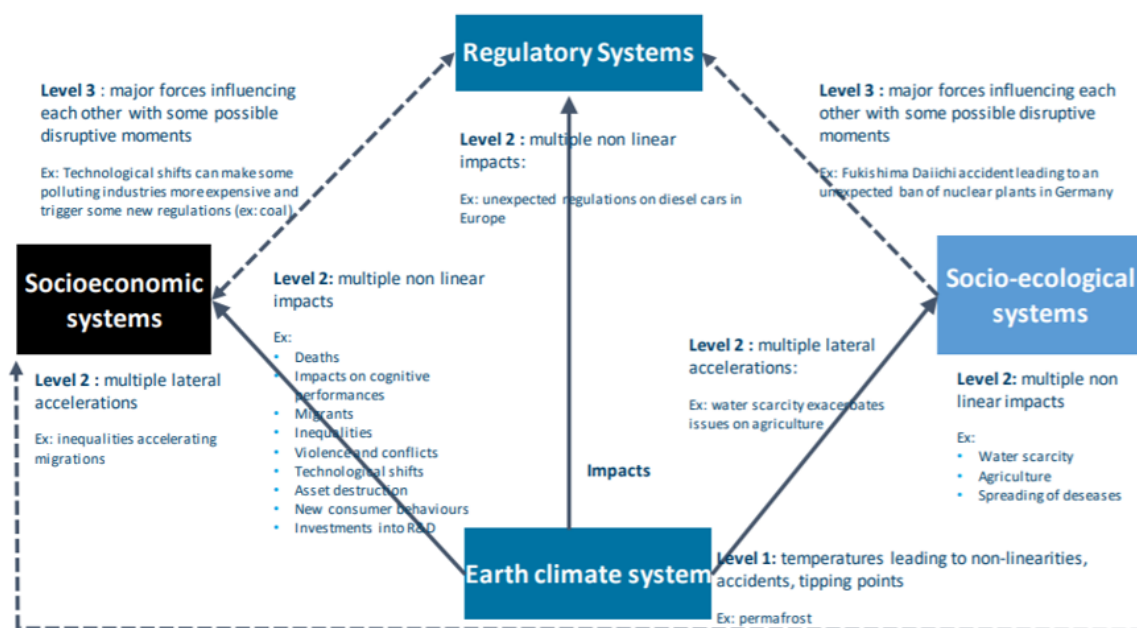 Regulatory Systems
Level 3 : major forces influencing
each other with some possible
disruptive moments
Ex: Technological shifts can make some
polluting industries more expensive and
trigger some new regulations (ex: coal)
Level 2 : multiple non linear
impacts:
Ex: unexpected regulations on diesel cars in
Europe
Level 3 : major forces influencing each
other with some possible disruptive
moments
Ex: Fukishima Daiichi accident leading to an
unexpected ban of nuclear plants in Germany
Socioeconomic
systems
Level 2: multiple non linear
impacts
Ex:
• Deaths
• Impacts on cognitive
performances
• Migrants
• Inequalities
• Violence and conflicts
• Technological shifts
• Asset destruction
• New consumer behaviours
• Investments into R&D
Socio-ecological
systems
Level 2 : multiple lateral
accelerations
Ex: inequalities accelerating
migrations
Level 2 : multiple lateral
accelerations:
Ex: water scarcity exacerbates
issues on agriculture
Level 2: multiple non
linear impacts
Ex:
• Water scarcity
• Agriculture
• Spreading of deseases
Impacts
Earth climate system
Level 1: temperatures leading to non-linearities,
accidents, tipping points
Ex: permafrost